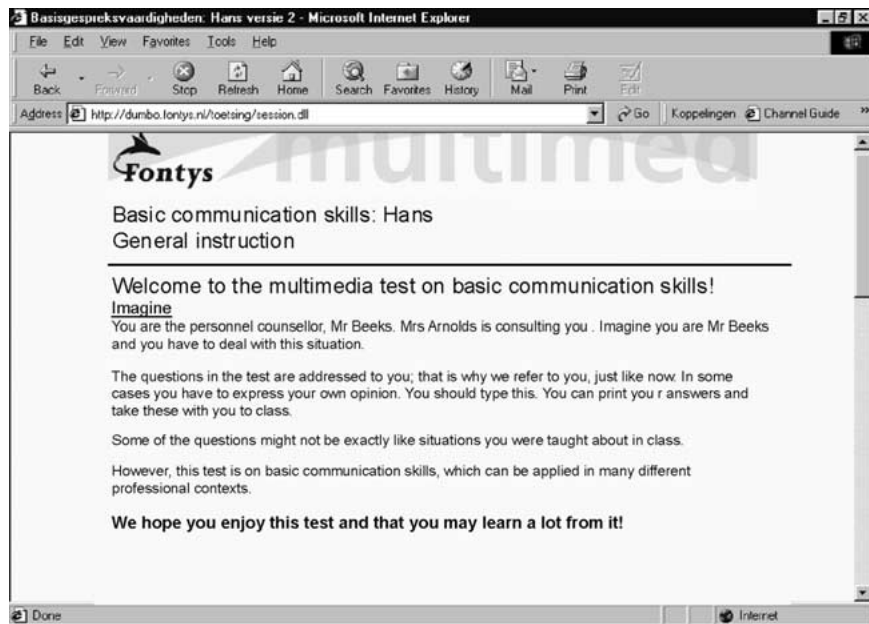 Basisgespreksvaardigheden: Hans versie 2 - Microsoft Internet Explorer
File Edit View Favorites Tools Help
Back Forward Stop Refresh Home Search Favorites History Mail Print Edit
Address http://dumbo.fontys.nl/toetsing/session.dll Go Koppelingen Channel Guide »
multimed
Fontys
Basic communication skills: Hans
General instruction
Welcome to the multimedia test on basic communication skills!
Imagine
You are the personnel counsellor, Mr Beeks. Mrs Arnolds is consulting you . Imagine you are Mr Beeks
and you have to deal with this situation.
The questions in the test are addressed to you; that is why we refer to you, just like now. In some
cases you have to express your own opinion. You should type this. You can print you r answers and
take these with you to class.
Some of the questions might not be exactly like situations you were taught about in class.
However, this test is on basic communication skills, which can be applied in many different
professional contexts.
We hope you enjoy this test and that you may learn a lot from it!
Done Internet